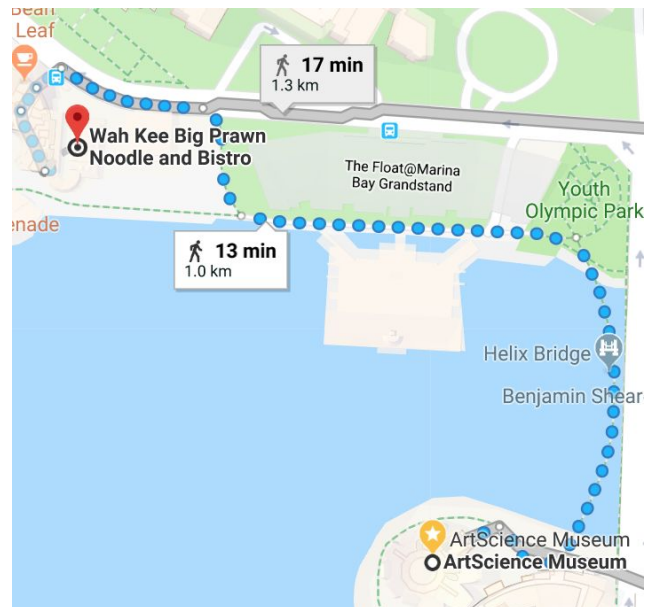 Bean
Leaf
17 min
1.3 km
Wah Kee Big Prawn
Noodle and Bistro
The Float@Marina
Bay Grandstand
Youth
Olympic Park
enade
13 min
1.0 km
Helix Bridge
Benjamin Shear
ArtScience Museum
ArtScience Museum